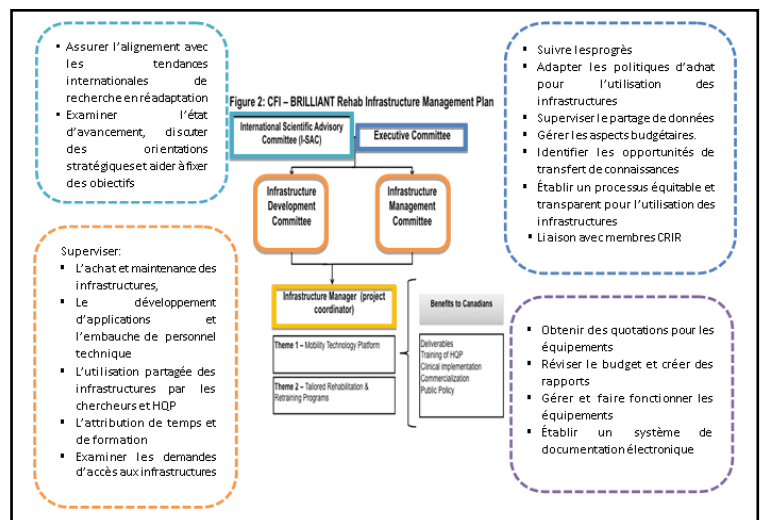 ▪ Assurer l'alignement avec
les tendances
internationales de
recherche en réadaptation
▪ Examiner l'état
d'avancement, discuter
des orientations
stratégiques et aider à fixer
des objectifs
Figure 2: CFI – BRILLIANT Rehab Infrastructure Management Plan
International Scientific Advisory
Committee (I-SAC)
Executive Committee
▪ Suivre lesprogrès
▪ Adapter les politiques d'achat
pour l'utilisation des
infrastructures
▪ Superviser le partage de données
▪ Gérer les aspects budgétaires.
▪ Identifier les opportunités de
transfert de connaissances
▪ Établir un processus équitable et
transparent pour l'utilisation des
infrastructures
▪ Liaison avec membres CRIR
Infrastructure
Development
Committee
Infrastructure
Management
Committee
Superviser:
▪ L'achat et maintenance des
infrastructures,
▪ Le développement
d'applications et
l'embauche de personnel
technique
▪ L'utilisation partagée des
infrastructures par les
chercheurs et HQP
▪ L'attribution de temps et
de formation
▪ Examiner les demandes
d'accès aux infrastructures
Infrastructure Manager (project
coordinator)
Theme 1 – Mobility Technology Platform
Theme 2 – Tailored Rehabilitation &
Retraining Programs
Benefits to Canadians
Deliverables
Training of HQP
Clinical implementation
Commercialization
Public Policy
▪ Obtenir des quotations pour les
équipements
▪ Réviser le budget et créer des
rapports
▪ Gérer et faire fonctionner les
équipements
▪ Établir un système de
documentation électronique